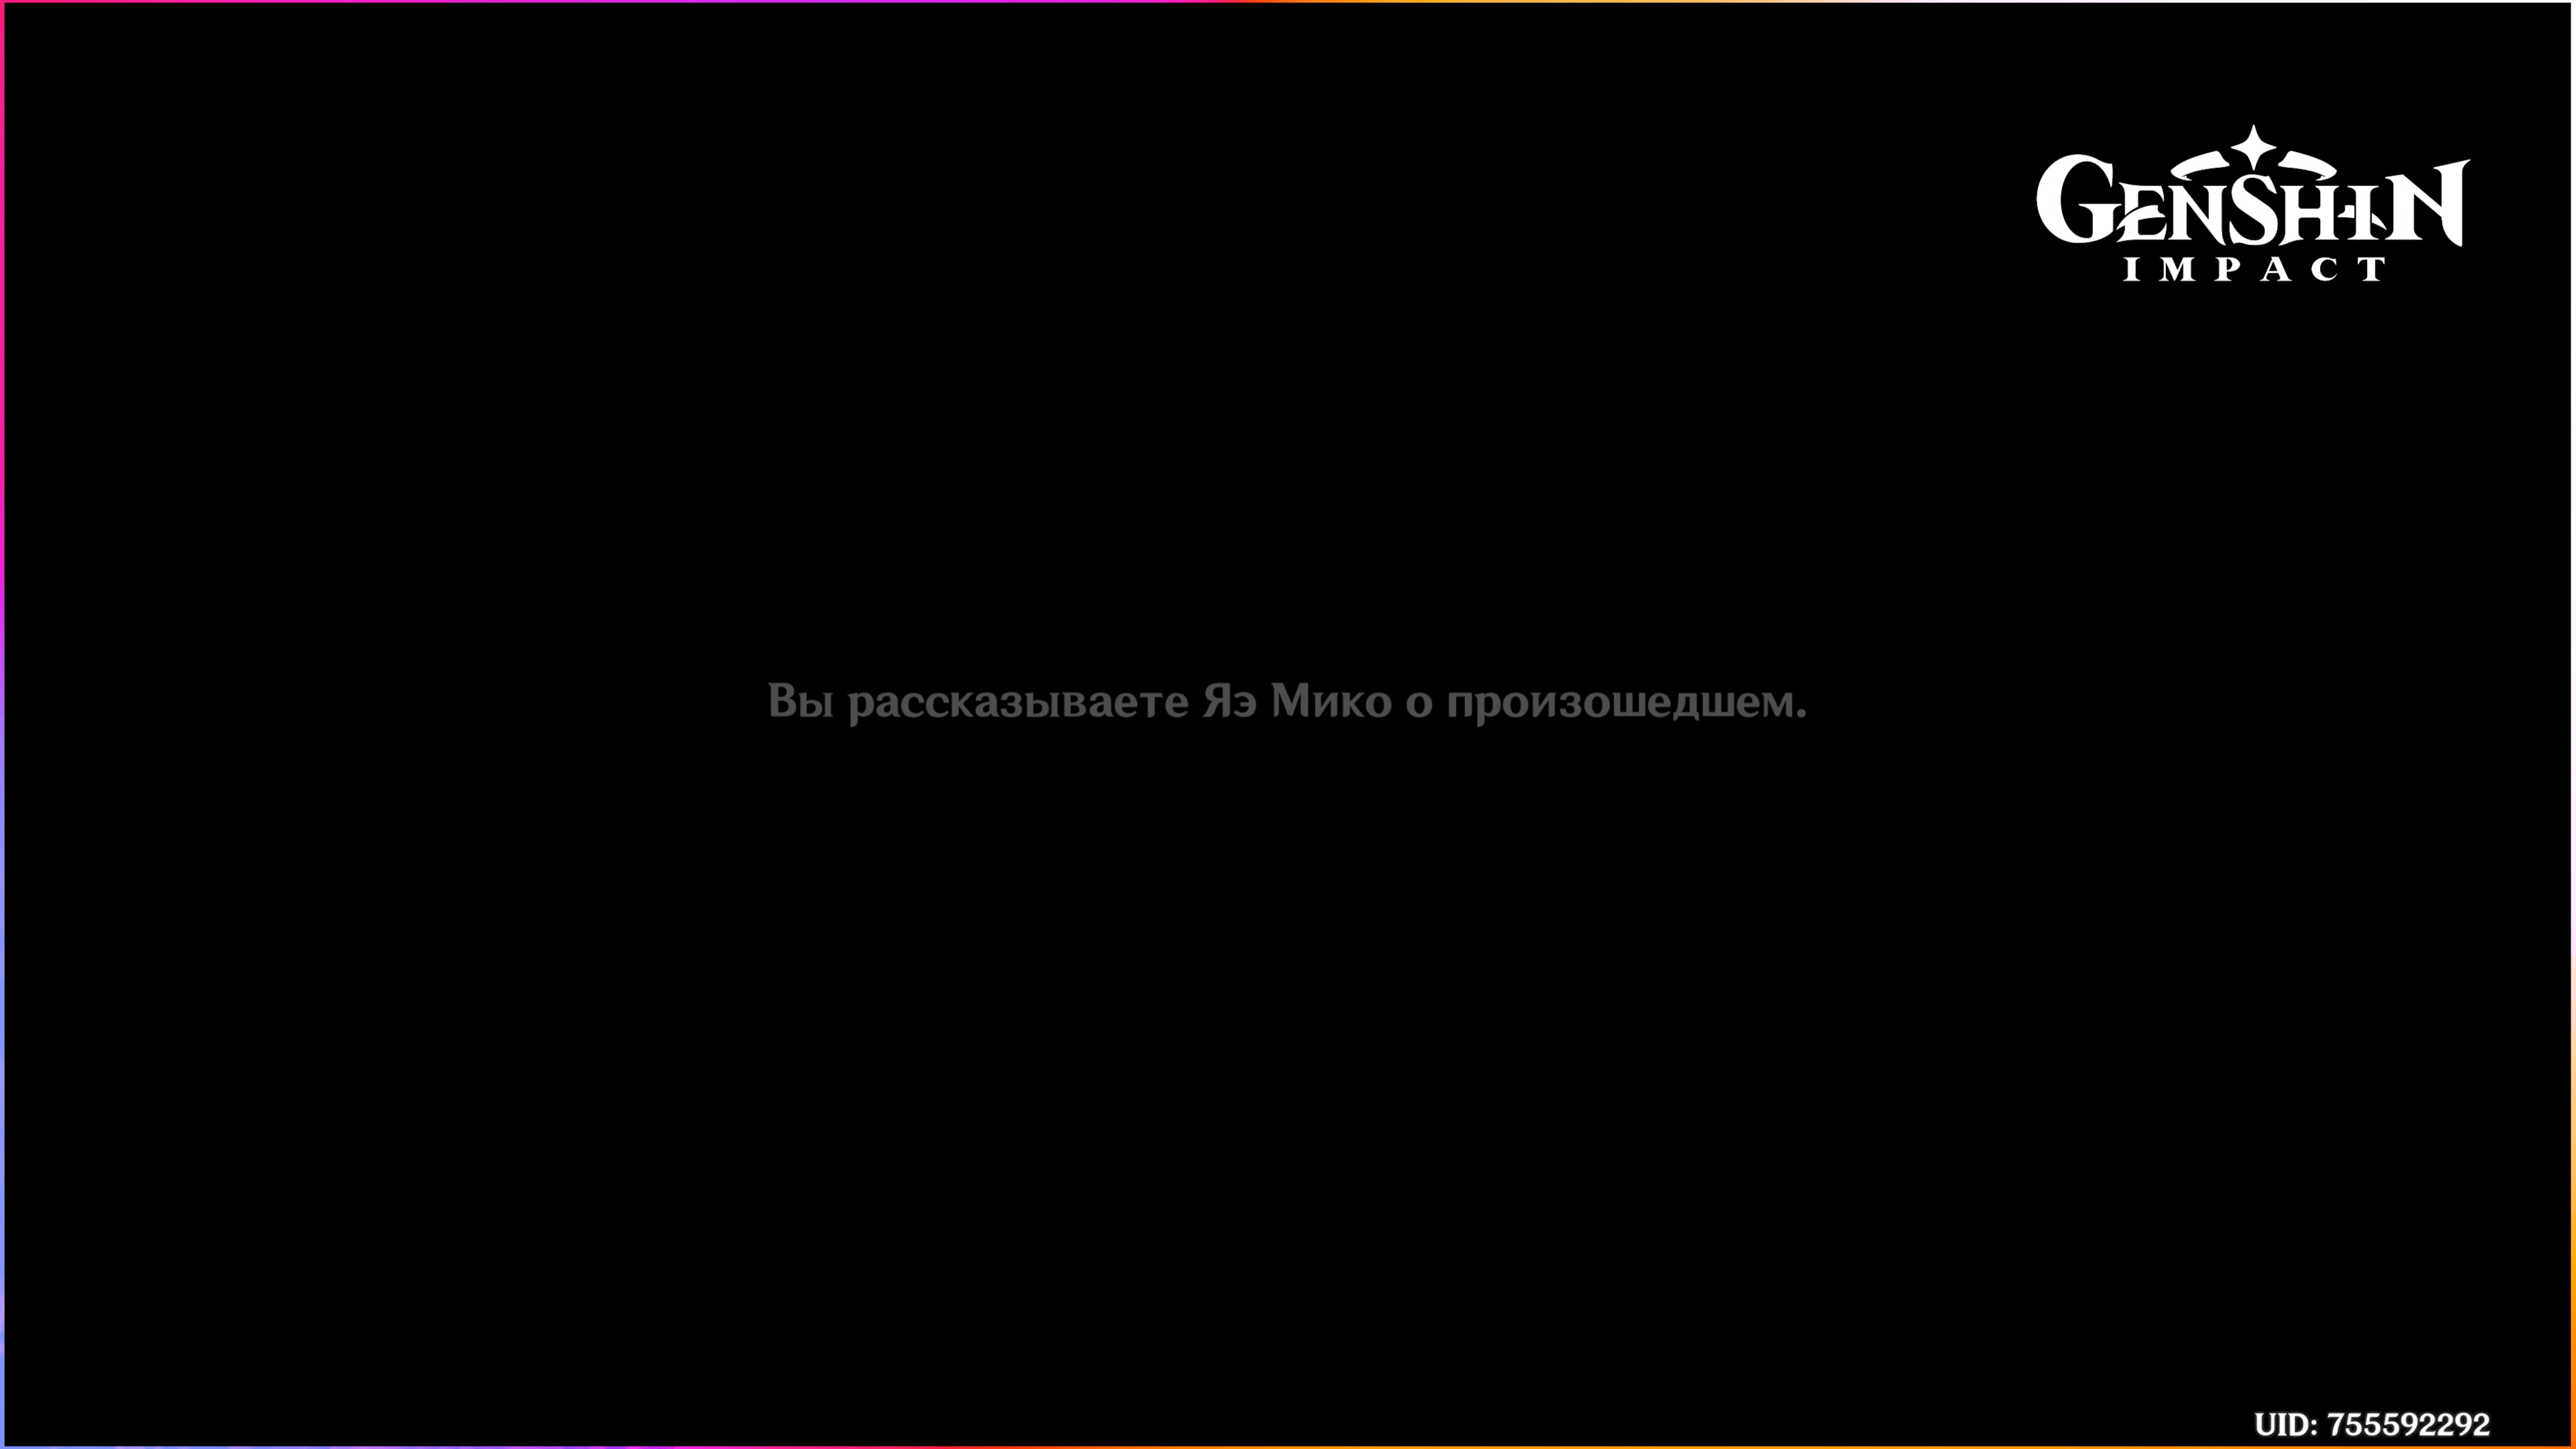 GENSHIN
IMPACT
Вы рассказываете Яэ Мико о произошедшем.
UID: 755592292